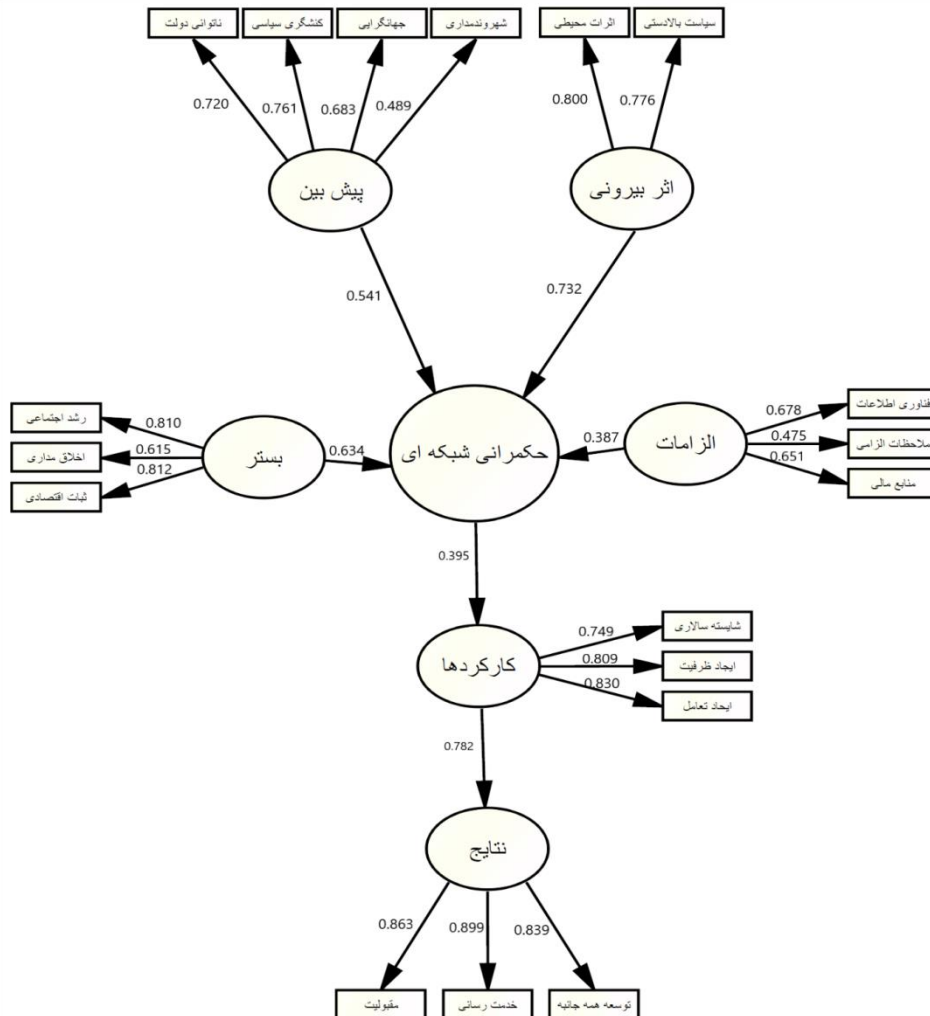 ناتوانی دولت
کنشگری سیاسی
جهانگرایی
شهروندمداری
اثرات محیطی
سیاست بالادستی
0.720
0.761
0.683
0.489
0.800
0.776
پیش بین
اثر بیرونی
0.541
0.732
رشد اجتماعی
اخلاق مداری
ثبات اقتصادی
0.810
0.615
0.812
بستر
0.634
حکمرانی شبکه ای
0.387
الزامات
0.678
0.475
0.651
فناوری اطلاعات
ملاحظات الزامی
منابع مالی
0.395
کارکردها
0.749
0.809
0.830
شایسته سالاری
ایجاد ظرفیت
ایحاد تعامل
0.782
نتایج
0.863
0.899
0.839
مقبولیت
خدمت رسانی
توسعه همه جانبه